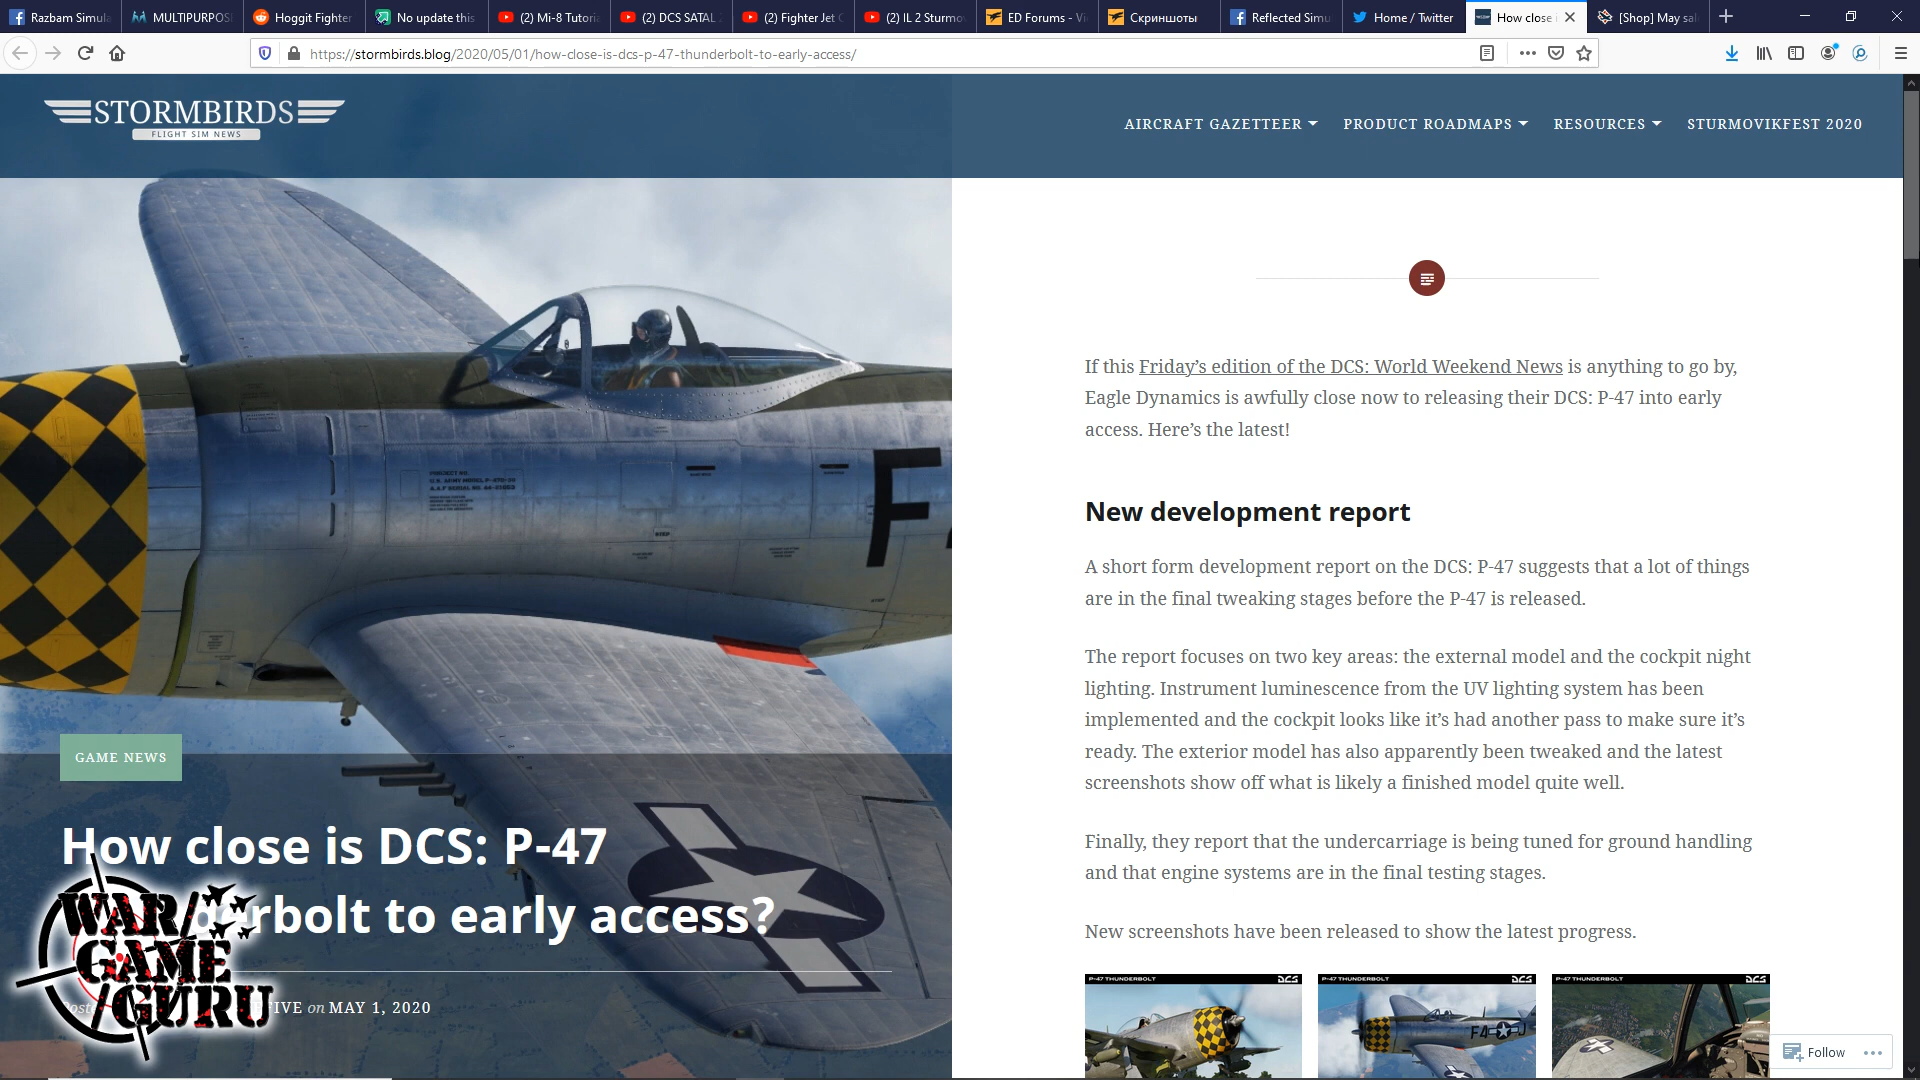 Razbam Simula
MULTIPURPOS
Hoggit Fighter
No update this
(2) Mi-8 Tutoria
(2) DCS SATAL
(2) Fighter Jet
(2) IL 2 Sturmo
ED Forums - Vi
Скриншоты
Reflected Simu
Home / Twitter
How close i
[Shop] May sal
https://stormbirds.blog/2020/05/01/how-close-is-dcs-p-47-thunderbolt-to-early-access/
STORMBIRDS
FLIGHT SIM NEWS
AIRCRAFT GAZETTEER
PRODUCT ROADMAPS
RESOURCES
STURMOVIKFEST 2020
GAME NEWS
How close is DCS: P-47
erbolt to early access?
IVE on MAY 1, 2020
WAR/
GAME
/GURU
F
STEP
If this Friday’s edition of the DCS: World Weekend News is anything to go by,
Eagle Dynamics is awfully close now to releasing their DCS: P-47 into early
access. Here’s the latest!
New development report
A short form development report on the DCS: P-47 suggests that a lot of things
are in the final tweaking stages before the P-47 is released.
The report focuses on two key areas: the external model and the cockpit night
lighting. Instrument luminescence from the UV lighting system has been
implemented and the cockpit looks like it’s had another pass to make sure it’s
ready. The exterior model has also apparently been tweaked and the latest
screenshots show off what is likely a finished model quite well.
Finally, they report that the undercarriage is being tuned for ground handling
and that engine systems are in the final testing stages.
New screenshots have been released to show the latest progress.
P-47 THUNDERBOLT DCS
P-47 THUNDERBOLT DCS
F4 J
P-47 THUNDERBOLT DCS
Follow